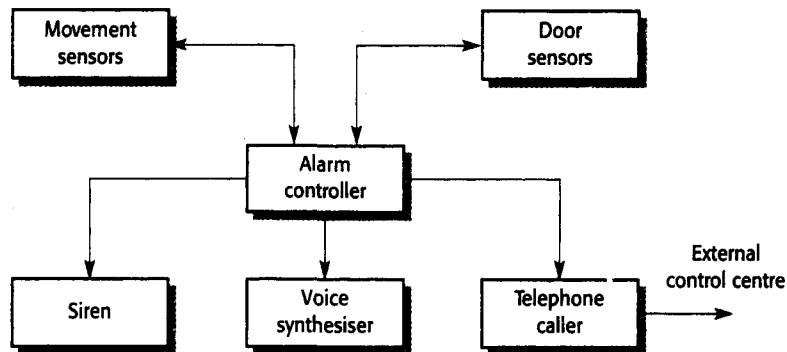 Movement
sensors
Door
sensors
Alarm
controller
Siren
Voice
synthesiser
Telephone
caller
External
control centre